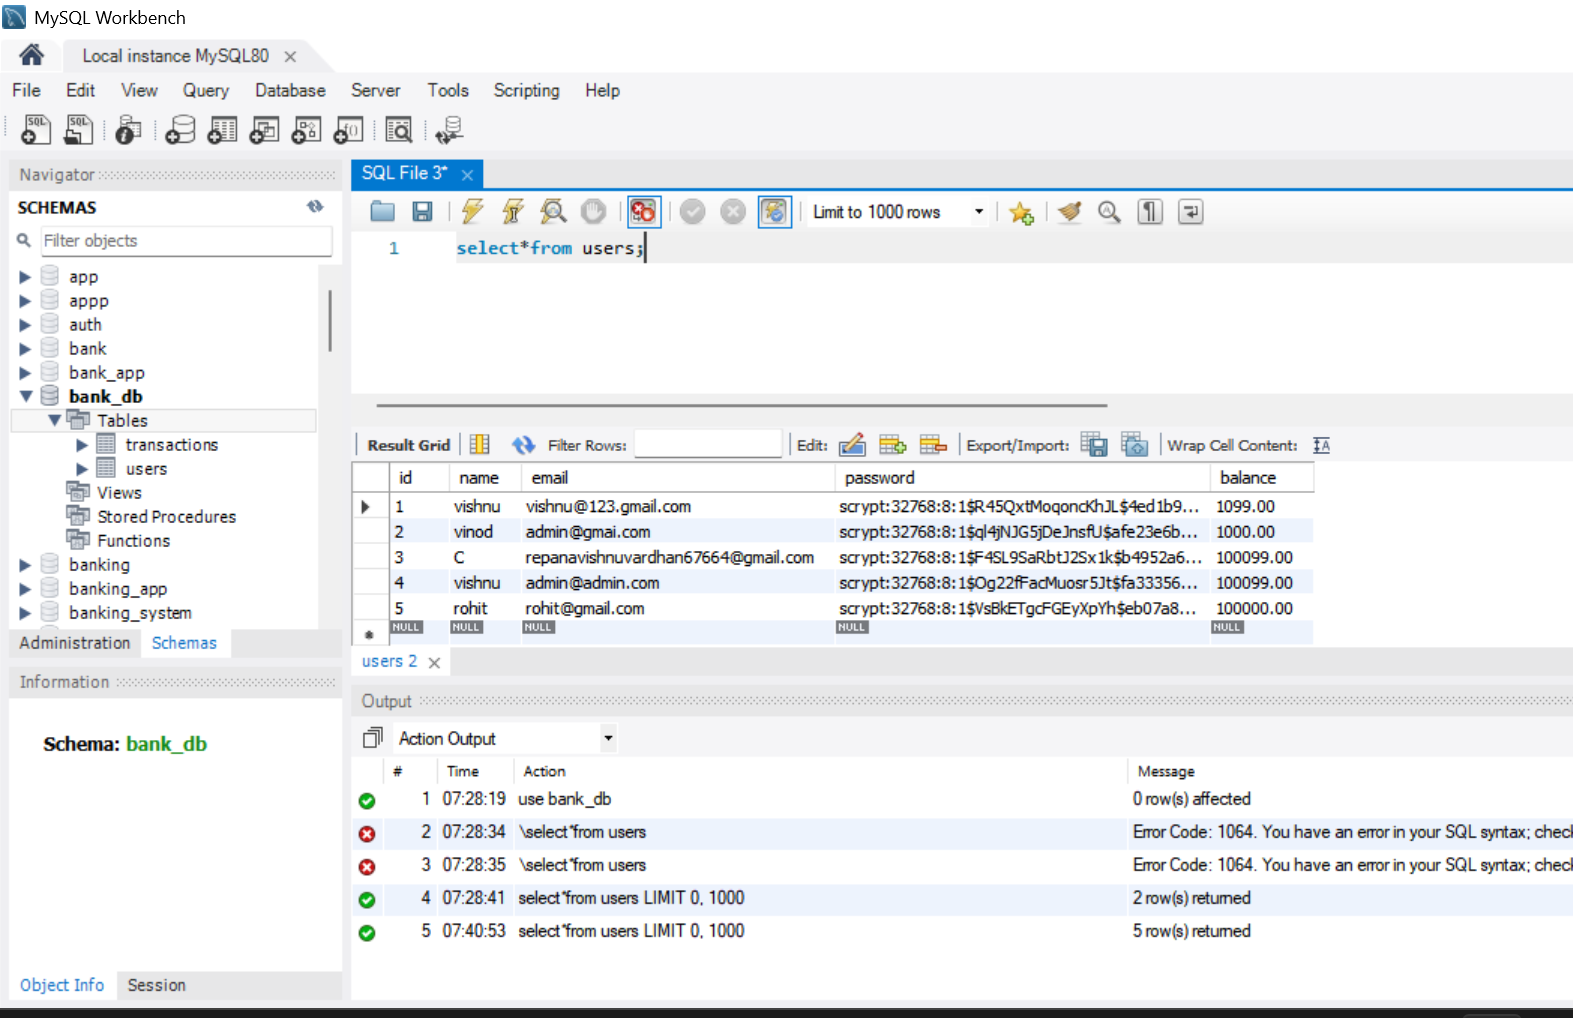 MySQL Workbench
Local instance MySQL80
File Edit View Query Database Server Tools Scripting Help
Navigator
SCHEMAS
Filter objects
app
appp
auth
bank
bank_app
bank_db
Tables
transactions
users
Views
Stored Procedures
Functions
banking
banking_app
banking_system
Administration Schemas
Information
Schema: bank_db
Object Info Session
SQL File 3*
Limit to 1000 rows
1 select*from users;
Result Grid Filter Rows: Edit: Export/Import: Wrap Cell Content: IA
id name email password balance
1 vishnu vishnu@123.gmail.com scrypt:32768:8:1$R45QxtMoqoncKhJL$4ed1b9... 1099.00
2 vinod admin@gmai.com scrypt:32768:8:1$ql4jNJG5jDeJnsfU$afe23e6b... 1000.00
3 C repanavishnuvardhan67664@gmail.com scrypt:32768:8:1$F4SL9SaRbtJ2Sx1k$b4952a6... 100099.00
4 vishnu admin@admin.com scrypt:32768:8:1$Og22fFacMuosr5Jt$fa33356... 100099.00
5 rohit rohit@gmail.com scrypt:32768:8:1$VsBkETgcFGEyXpYh$eb07a8... 100000.00
NULL NULL NULL NULL NULL
users 2
Output
Action Output
# Time Action Message
1 07:28:19 use bank_db 0 row(s) affected
2 07:28:34 \select*from users Error Code: 1064. You have an error in your SQL syntax; check
3 07:28:35 \select*from users Error Code: 1064. You have an error in your SQL syntax; check
4 07:28:41 select*from users LIMIT 0, 1000 2 row(s) returned
5 07:40:53 select*from users LIMIT 0, 1000 5 row(s) returned